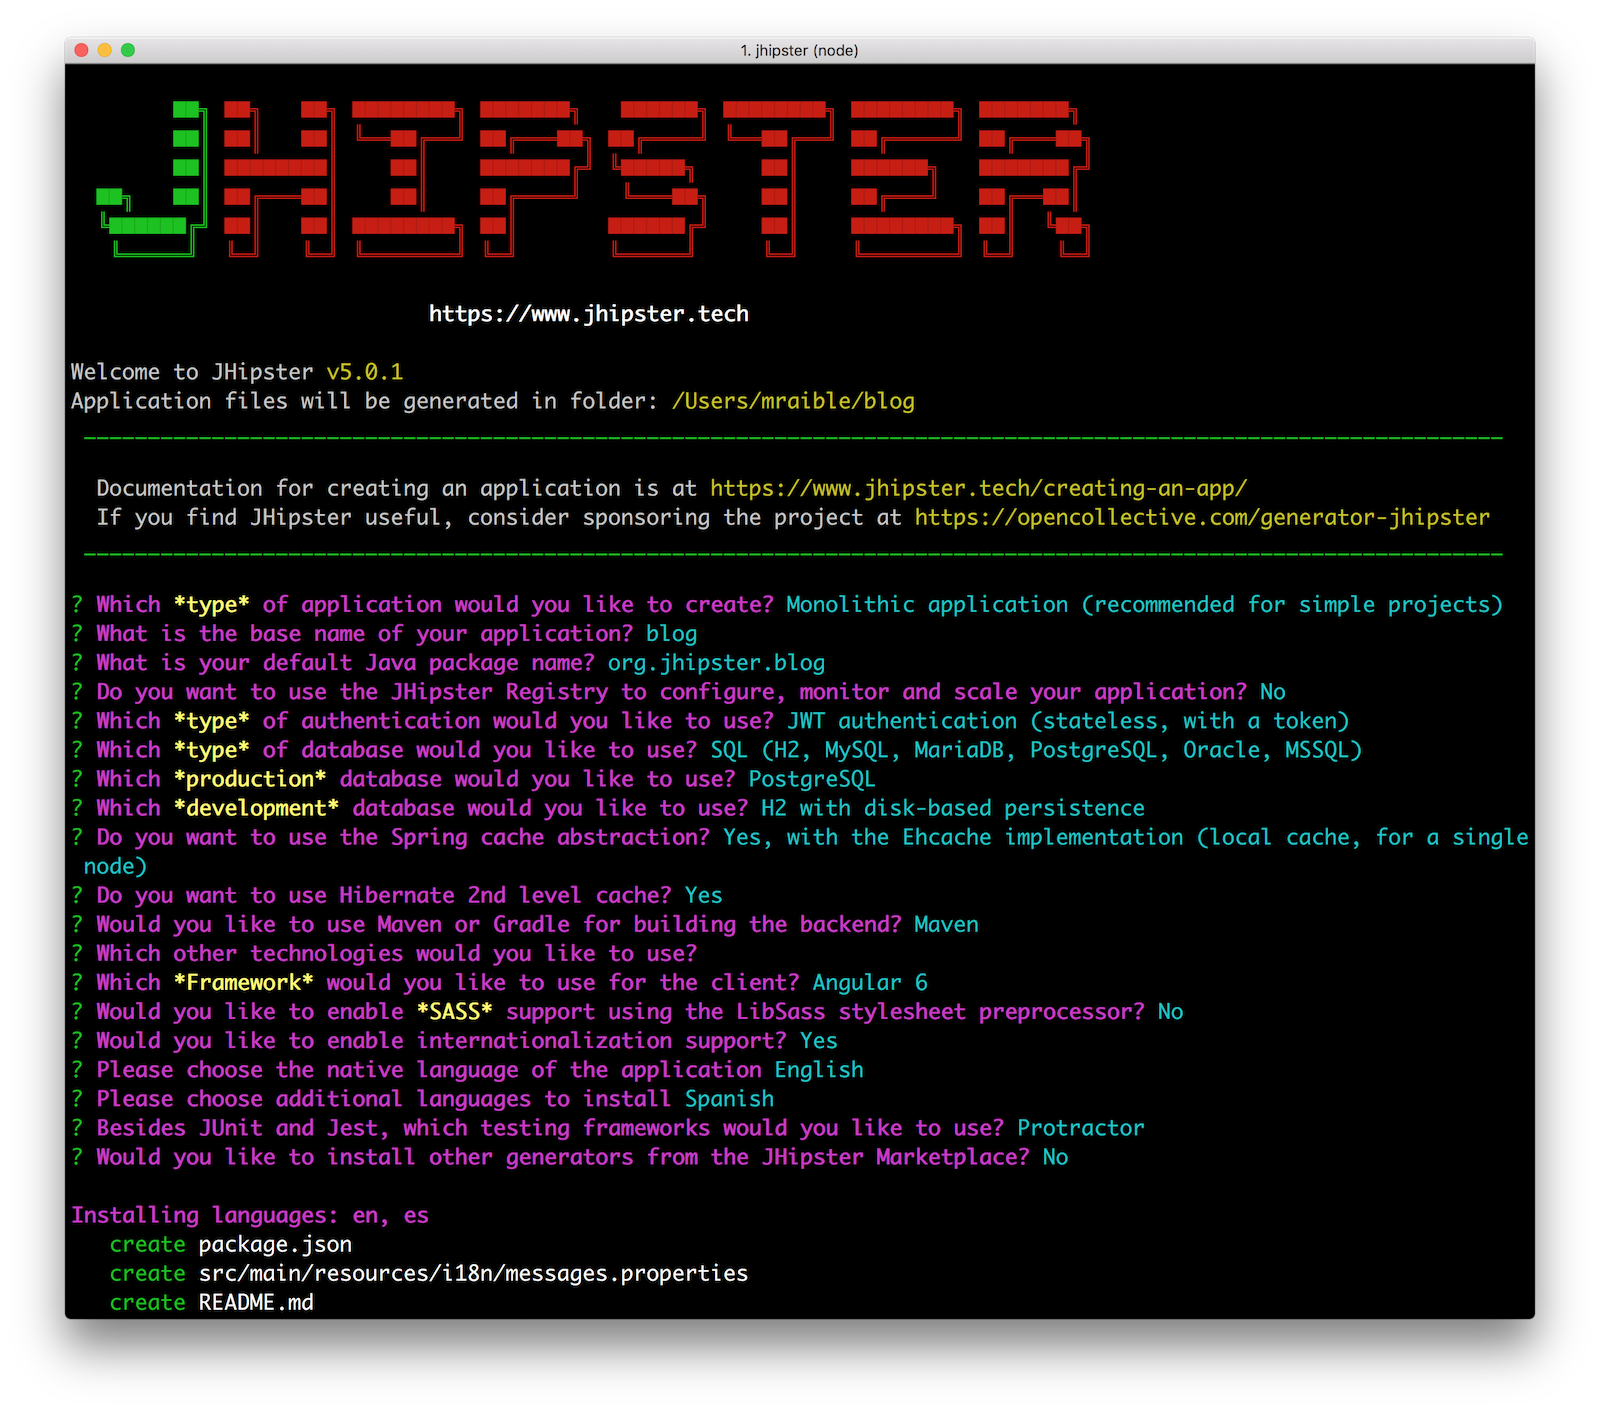 1. jhipster (node)
JHIPSTER
https://www.jhipster.tech
Welcome to JHipster v5.0.1
Application files will be generated in folder: /Users/mraible/blog
Documentation for creating an application is at https://www.jhipster.tech/creating-an-app/
If you find JHipster useful, consider sponsoring the project at https://opencollective.com/generator-jhipster
? Which *type* of application would you like to create? Monolithic application (recommended for simple projects)
? What is the base name of your application? blog
? What is your default Java package name? org.jhipster.blog
? Do you want to use the JHipster Registry to configure, monitor and scale your application? No
? Which *type* of authentication would you like to use? JWT authentication (stateless, with a token)
? Which *type* of database would you like to use? SQL (H2, MySQL, MariaDB, PostgreSQL, Oracle, MSSQL)
? Which *production* database would you like to use? PostgreSQL
? Which *development* database would you like to use? H2 with disk-based persistence
? Do you want to use the Spring cache abstraction? Yes, with the Ehcache implementation (local cache, for a single
node)
? Do you want to use Hibernate 2nd level cache? Yes
? Would you like to use Maven or Gradle for building the backend? Maven
? Which other technologies would you like to use?
? Which *Framework* would you like to use for the client? Angular 6
? Would you like to enable *SASS* support using the LibSass stylesheet preprocessor? No
? Would you like to enable internationalization support? Yes
? Please choose the native language of the application English
? Please choose additional languages to install Spanish
? Besides JUnit and Jest, which testing frameworks would you like to use? Protractor
? Would you like to install other generators from the JHipster Marketplace? No
Installing languages: en, es
create package.json
create src/main/resources/i18n/messages.properties
create README.md